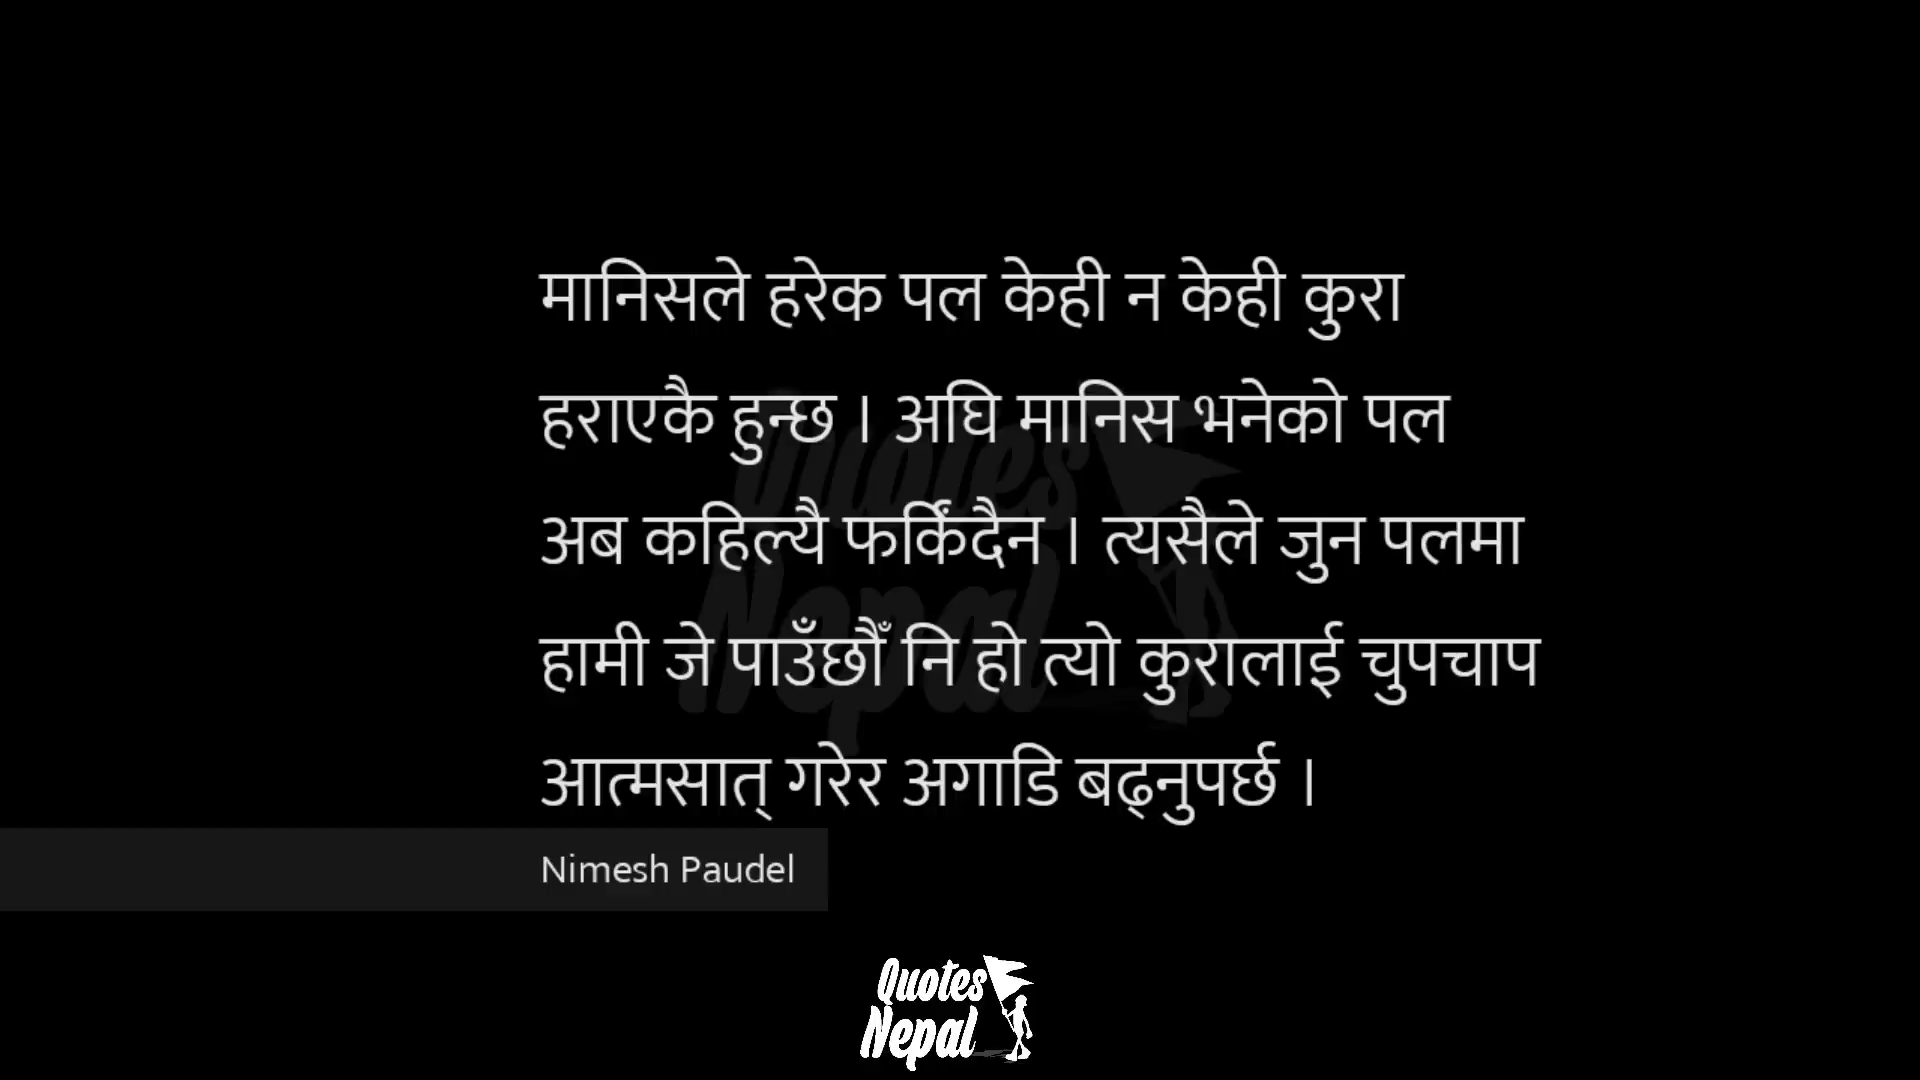 मानिसले हरेक पल केही न केही कुरा
हराएकै हुन्छ । अघि मानिस भनेको पल
अब कहिल्यै फर्किंदैन । त्यसैले जुन पलमा
हामी जे पाउँछौँ नि हो त्यो कुरालाई चुपचाप
आत्मसात् गरेर अगाडि बढ्नुपर्छ ।
Nimesh Paudel
Quotes
Nepal